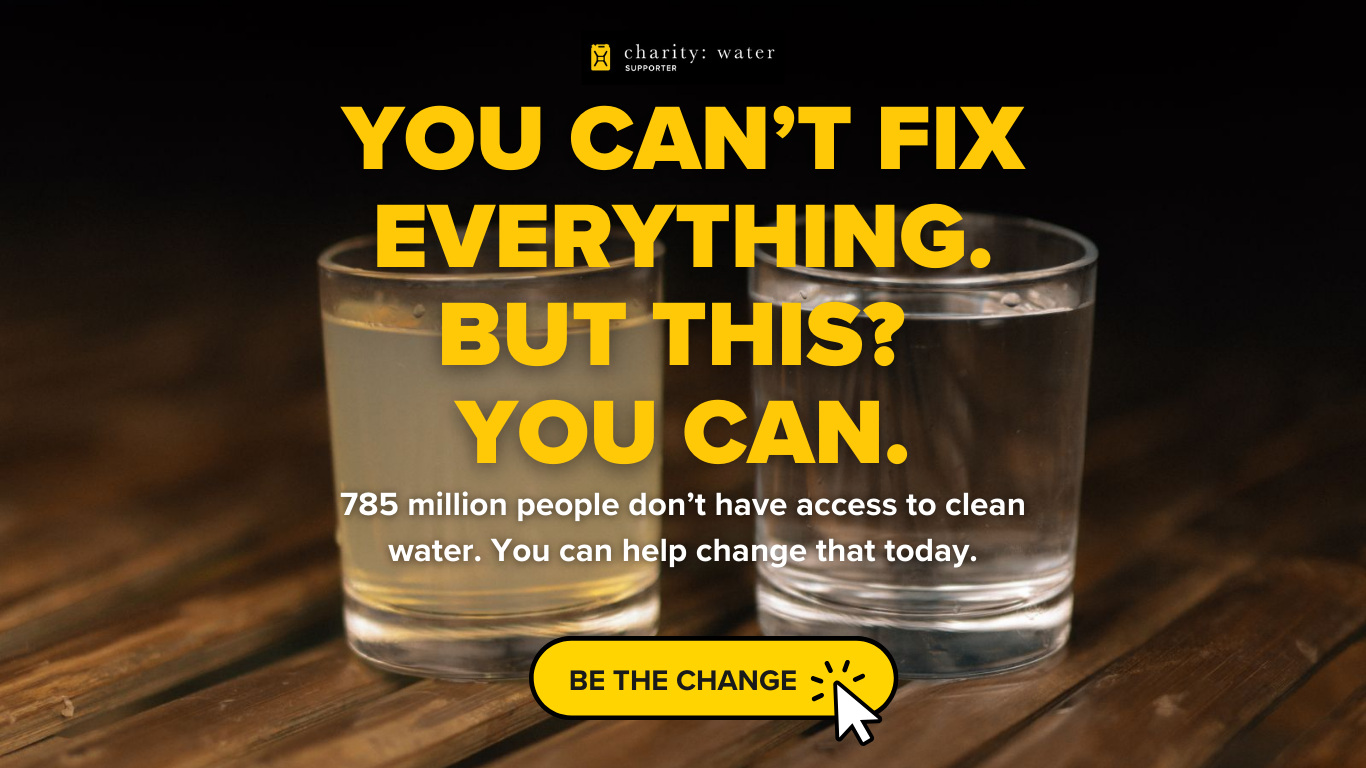 charity: water
SUPPORTER
YOU CAN’T FIX
EVERYTHING.
BUT THIS?
YOU CAN.
785 million people don’t have access to clean
water. You can help change that today.
BE THE CHANGE